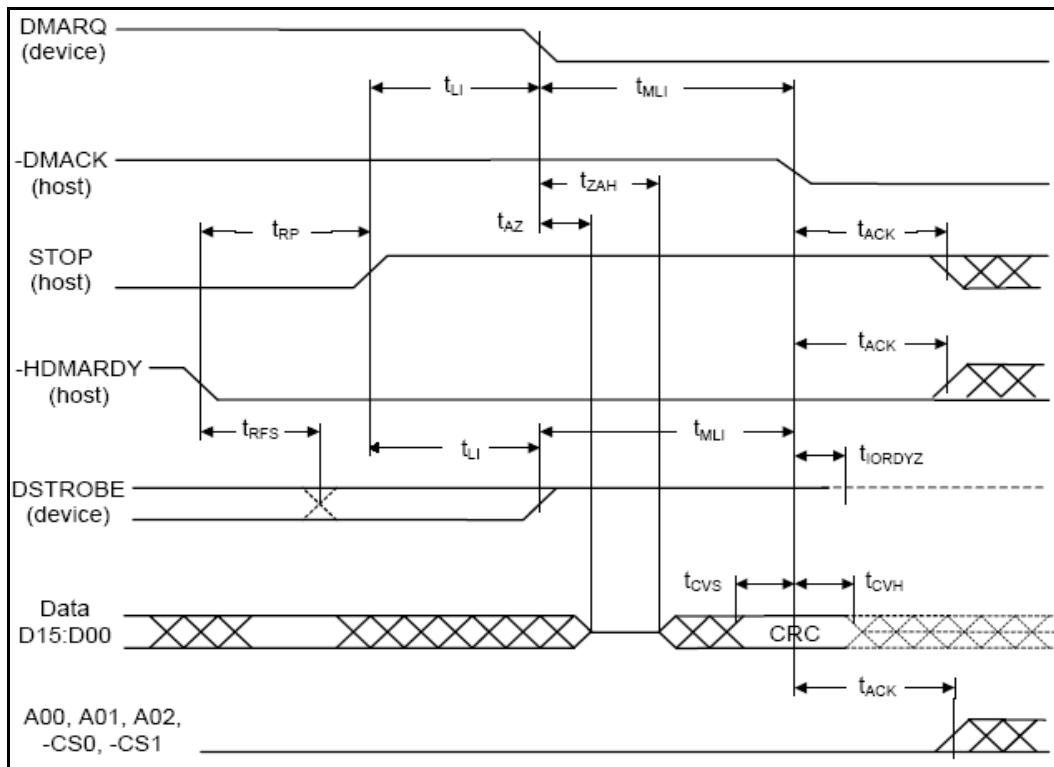 DMARQ
(device)
tLI
tMLI
-DMACK
(host)
tZAH
tAZ
tRP
tACK
STOP
(host)
tACK
-HDMARDY
(host)
tRFS
tLI
tMLI
tIORDYZ
DSTROBE
(device)
tCVS
tCVH
Data
D15:D00
CRC
tACK
A00, A01, A02,
-CS0, -CS1